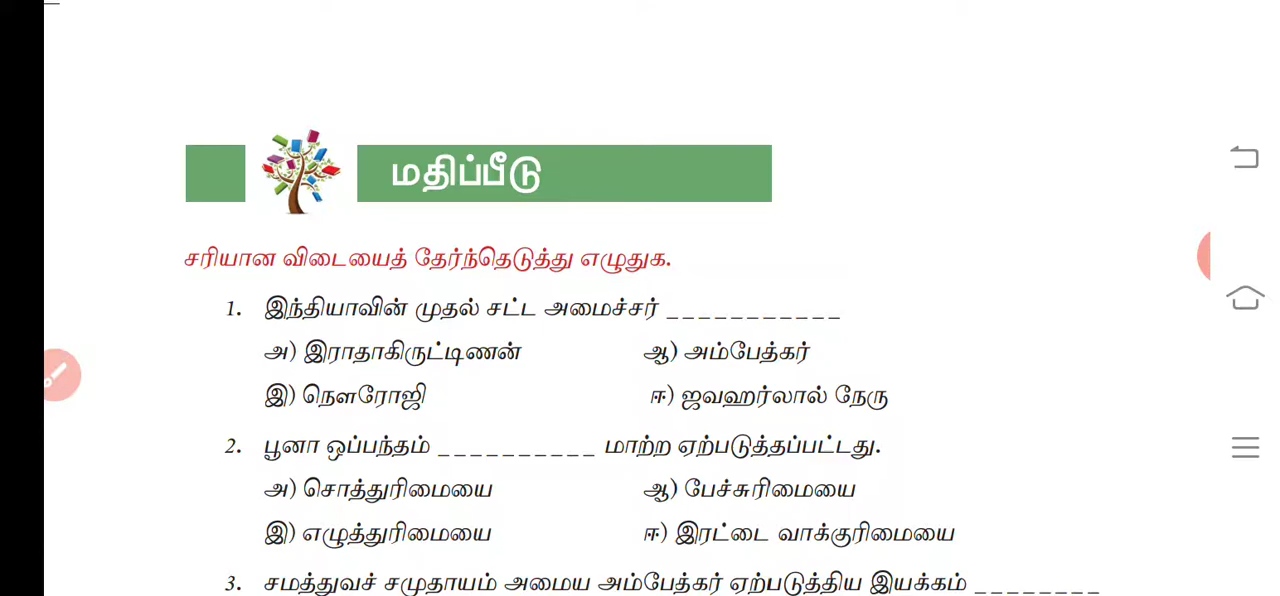 மதிப்பீடு
சரியான விடையைத் தேர்ந்தெடுத்து எழுதுக.
1. இந்தியாவின் முதல் சட்ட அமைச்சர் ___________
அ) இராதாகிருட்டிணன் ஆ) அம்பேத்கர்
இ) நௌரோஜி ஈ) ஜவஹர்லால் நேரு
2. பூனா ஒப்பந்தம் __________ மாற்ற ஏற்படுத்தப்பட்டது.
அ) சொத்துரிமையை ஆ) பேச்சுரிமையை
இ) எழுத்துரிமையை ஈ) இரட்டை வாக்குரிமையை
3. சமத்துவச் சமுதாயம் அமைய அம்பேத்கர் ஏற்படுத்திய இயக்கம் ________